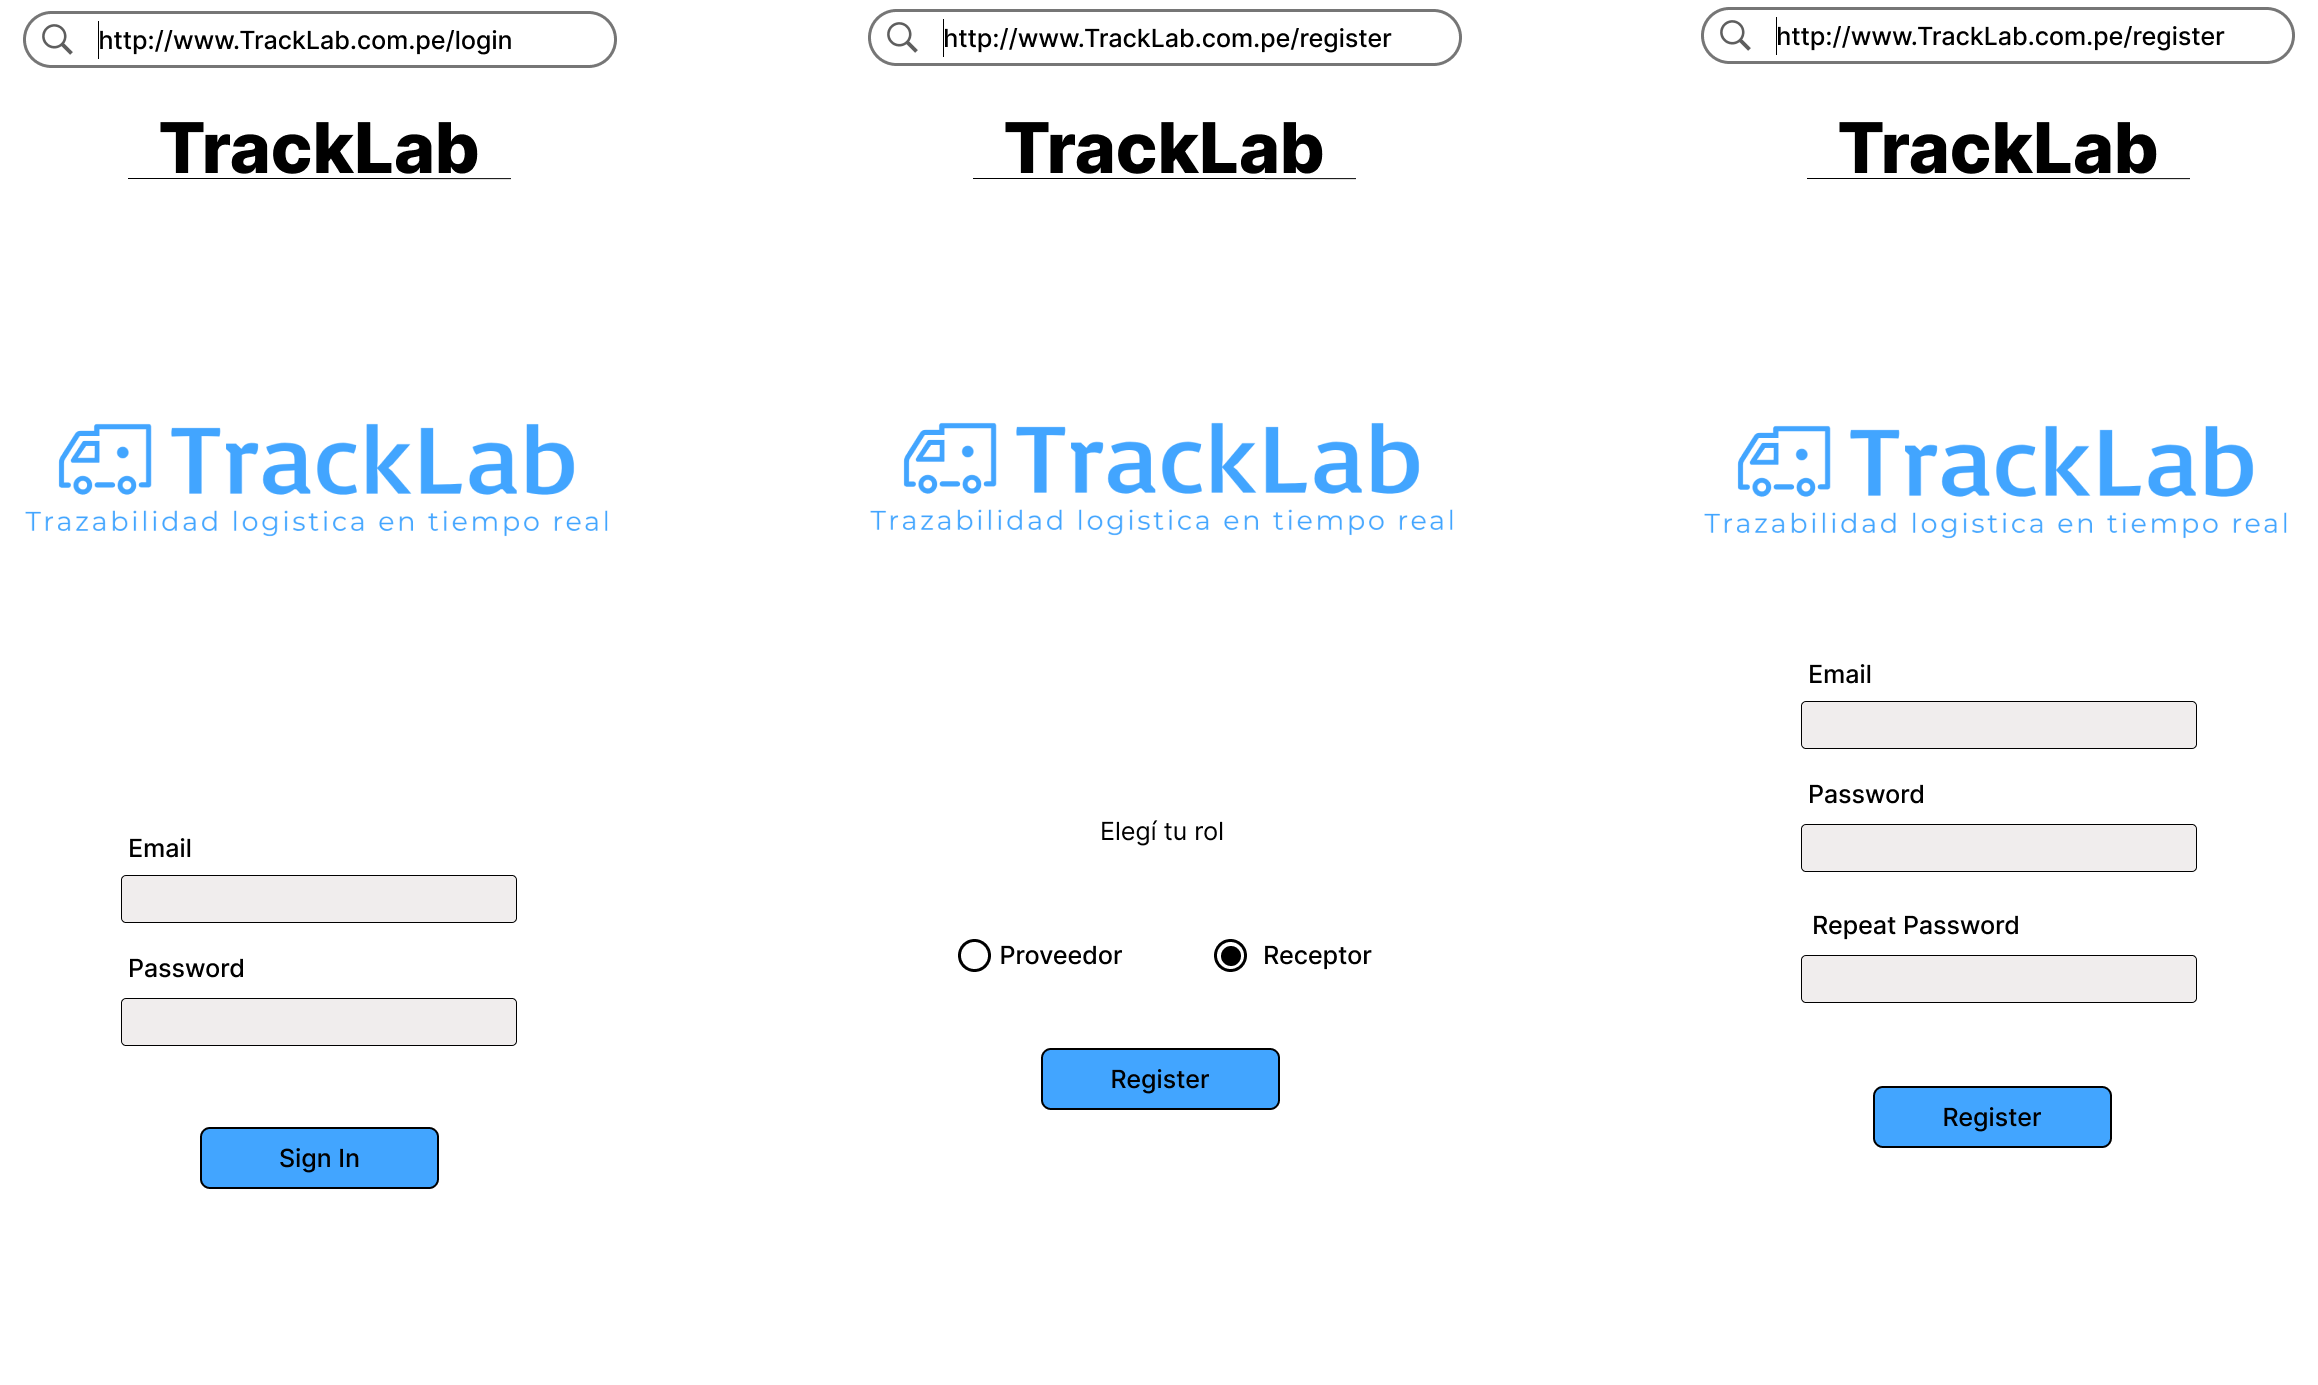 http://www.TrackLab.com.pe/login
TrackLab
TrackLab
Trazabilidad logistica en tiempo real
Email
Password
Sign In
http://www.TrackLab.com.pe/register
TrackLab
TrackLab
Trazabilidad logistica en tiempo real
Elegí tu rol
Proveedor
Receptor
Register
http://www.TrackLab.com.pe/register
TrackLab
TrackLab
Trazabilidad logistica en tiempo real
Email
Password
Repeat Password
Register